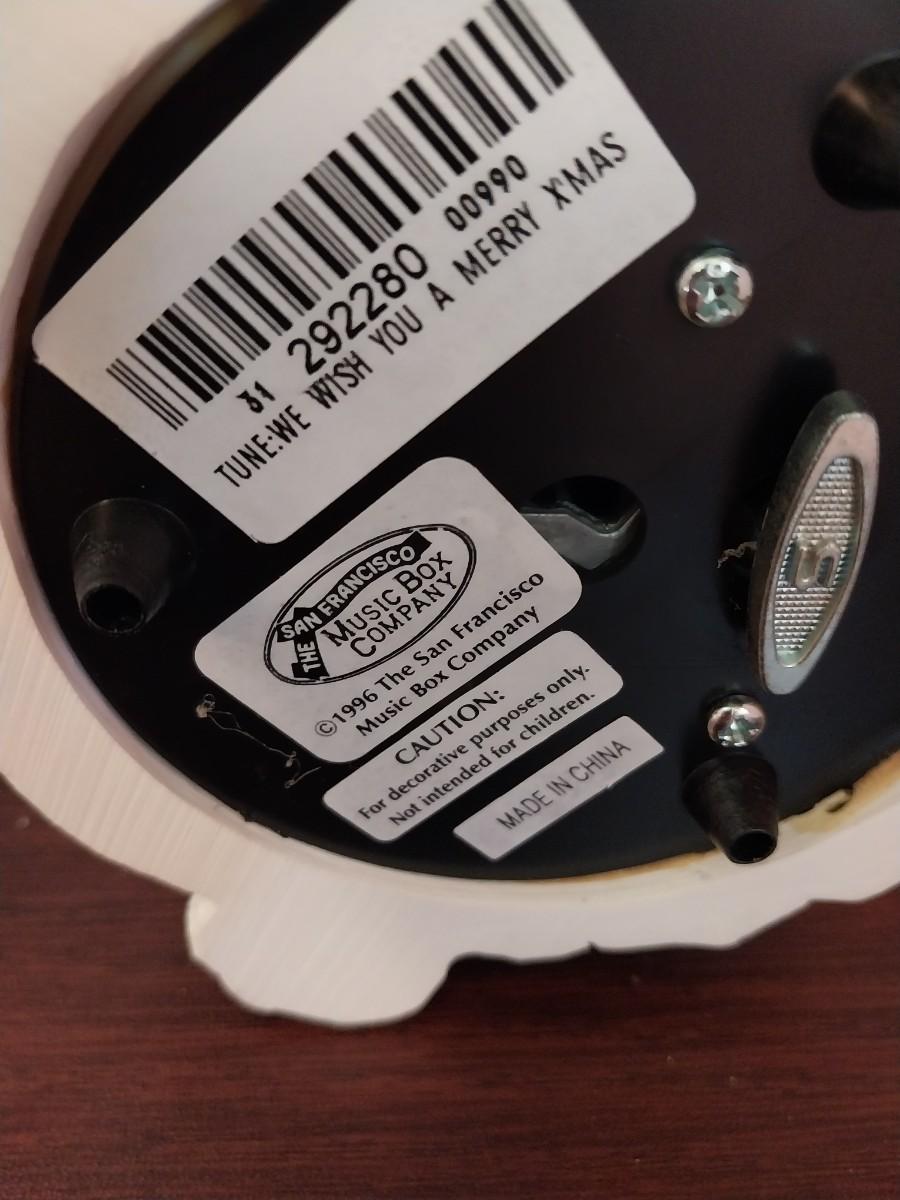 31 292280 00990
TUNE:WE WISH YOU A MERRY X'MAS
THE SAN FRANCISCO
MUSIC BOX
COMPANY
©1996 The San Francisco
Music Box Company
CAUTION:
For decorative purposes only.
Not intended for children.
MADE IN CHINA
S